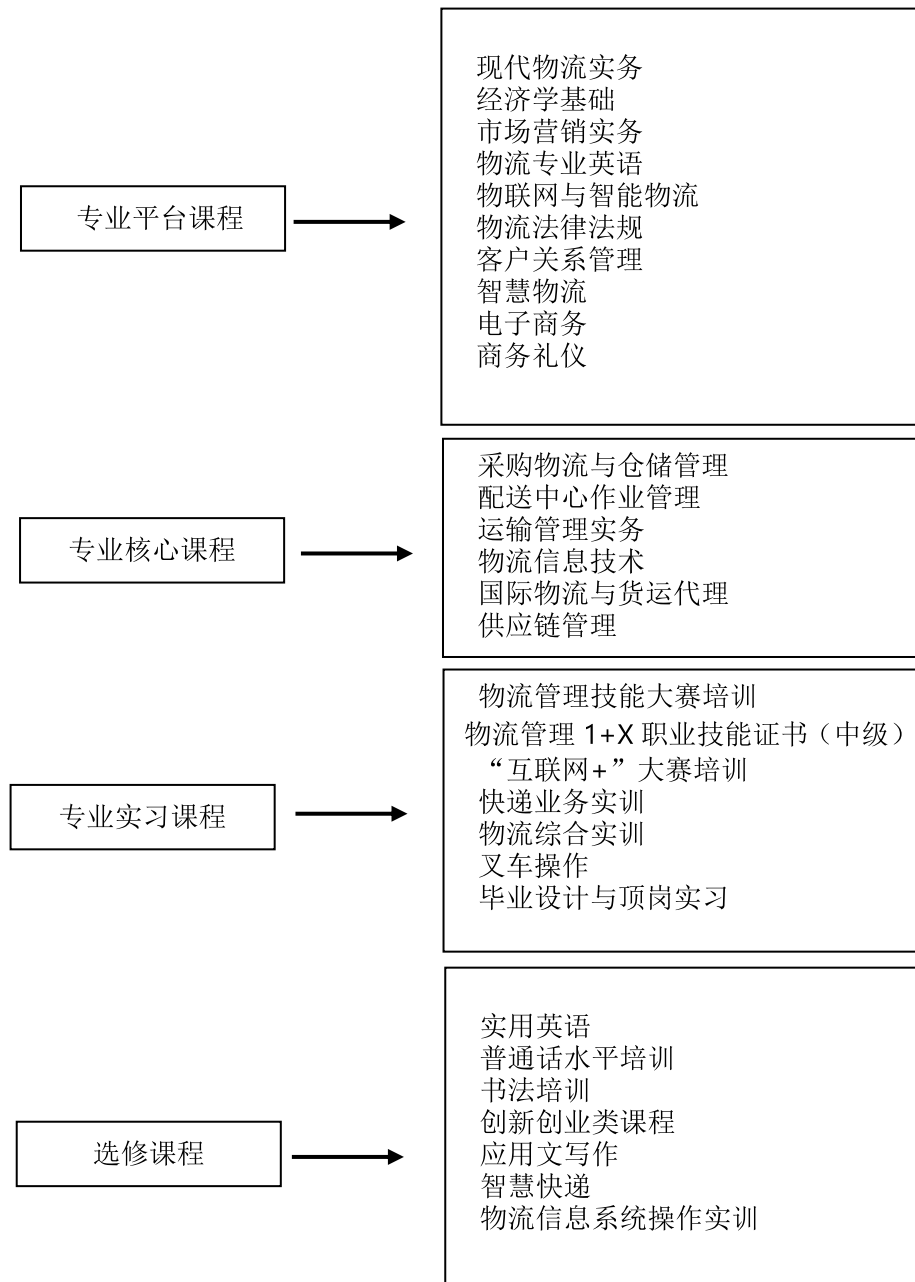 专业平台课程
现代物流实务
经济学基础
市场营销实务
物流专业英语
物联网与智能物流
物流法律法规
客户关系管理
智慧物流
电子商务
商务礼仪
专业核心课程
采购物流与仓储管理
配送中心作业管理
运输管理实务
物流信息技术
国际物流与货运代理
供应链管理
专业实习课程
物流管理技能大赛培训
物流管理 1+X 职业技能证书（中级）
“互联网+”大赛培训
快递业务实训
物流综合实训
叉车操作
毕业设计与顶岗实习
选修课程
实用英语
普通话水平培训
书法培训
创新创业类课程
应用文写作
智慧快递
物流信息系统操作实训